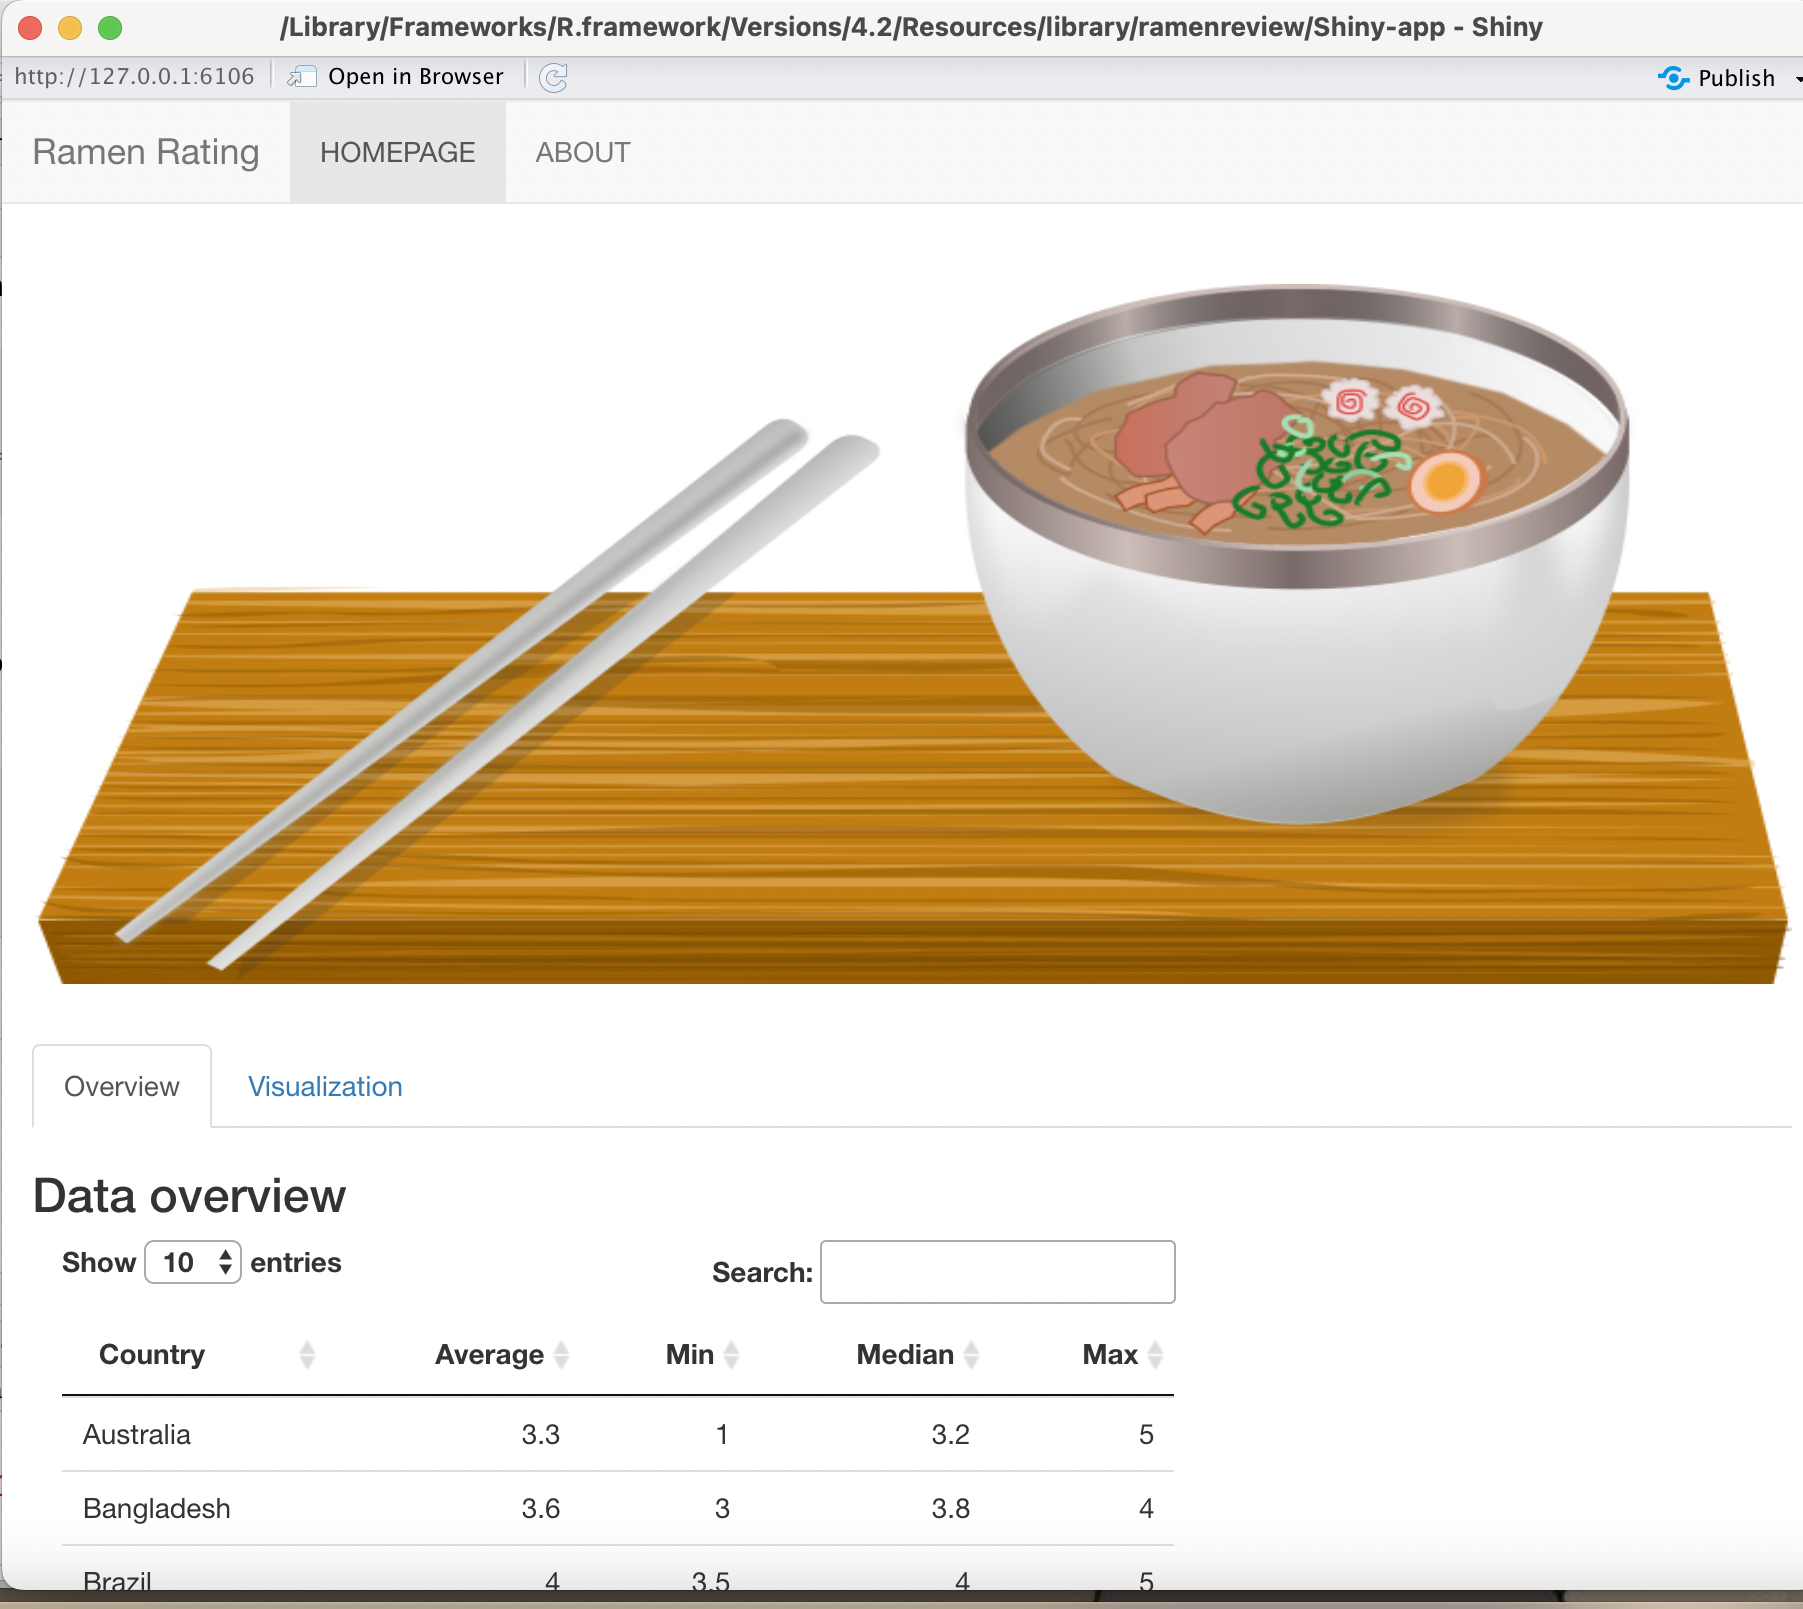 /Library/Frameworks/R.framework/Versions/4.2/Resources/library/ramenreview/Shiny-app - Shiny
http://127.0.0.1:6106 Open in Browser Publish
Ramen Rating HOMEPAGE ABOUT
Overview Visualization
Data overview
Show 10 entries Search:
Country Average Min Median Max
Australia 3.3 1 3.2 5
Bangladesh 3.6 3 3.8 4
Brazil 4 3.5 4 5